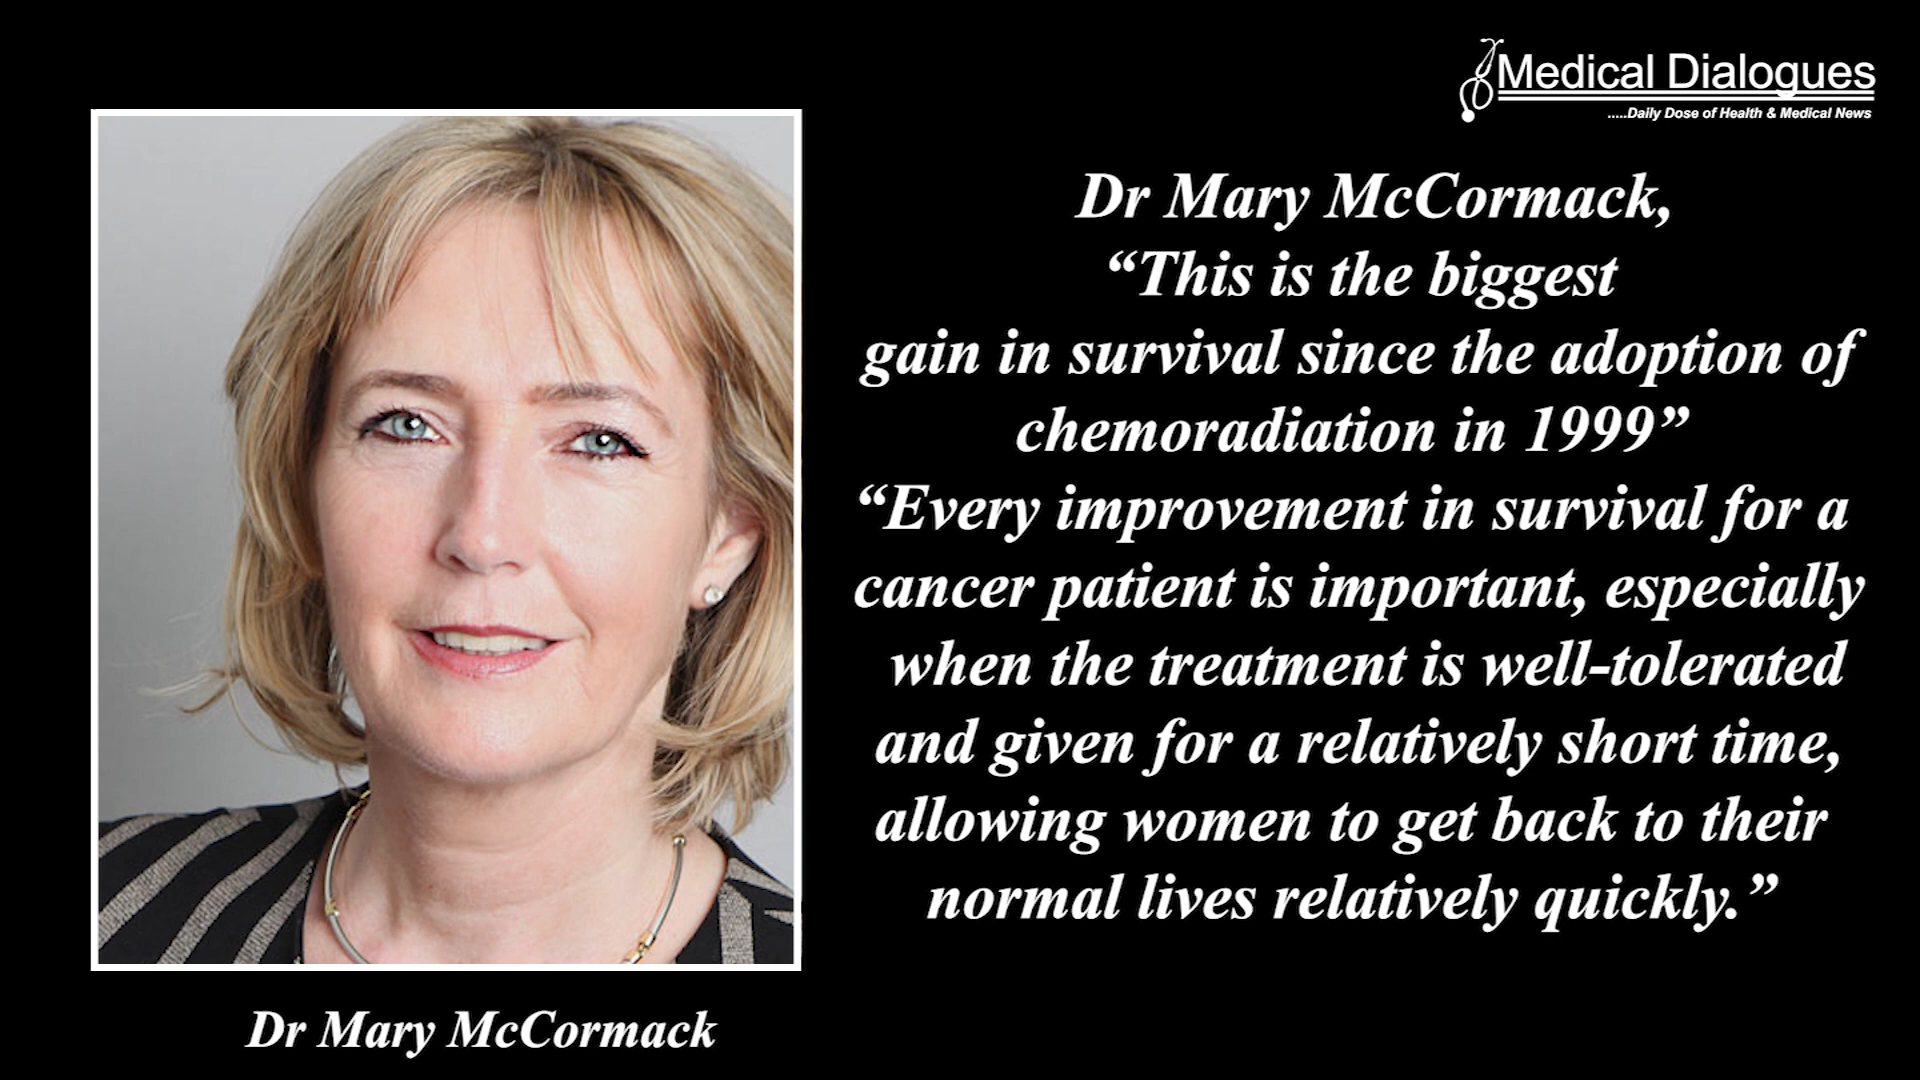 Medical Dialogues
.....Daily Dose of Health & Medical News
Dr Mary McCormack,
“This is the biggest
gain in survival since the adoption of
chemoradiation in 1999”
“Every improvement in survival for a
cancer patient is important, especially
when the treatment is well-tolerated
and given for a relatively short time,
allowing women to get back to their
normal lives relatively quickly.”
Dr Mary McCormack